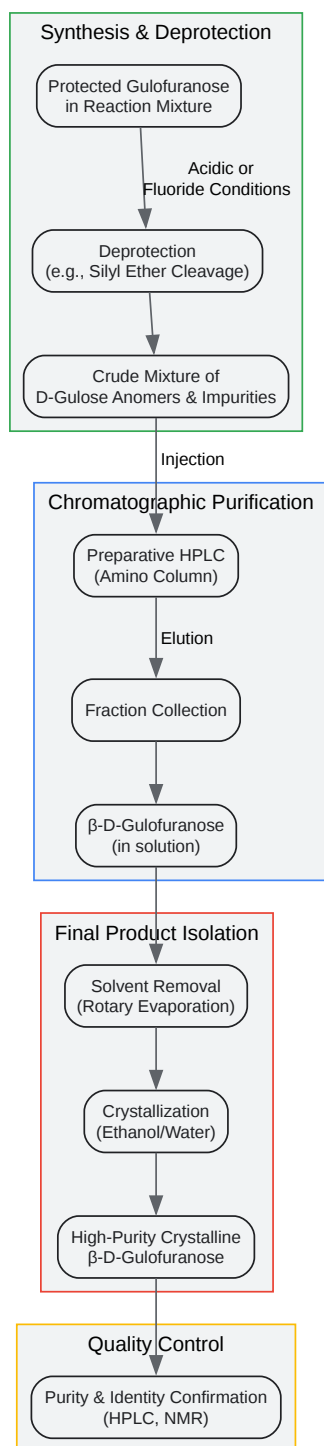 Synthesis & Deprotection
Protected Gulofuranose
in Reaction Mixture
Acidic or
Fluoride Conditions
Deprotection
(e.g., Silyl Ether Cleavage)
Crude Mixture of
D-Gulose Anomers & Impurities
Injection
Chromatographic Purification
Preparative HPLC
(Amino Column)
Elution
Fraction Collection
β-D-Gulofuranose
(in solution)
Final Product Isolation
Solvent Removal
(Rotary Evaporation)
Crystallization
(Ethanol/Water)
High-Purity Crystalline
β-D-Gulofuranose
Quality Control
Purity & Identity Confirmation
(HPLC, NMR)